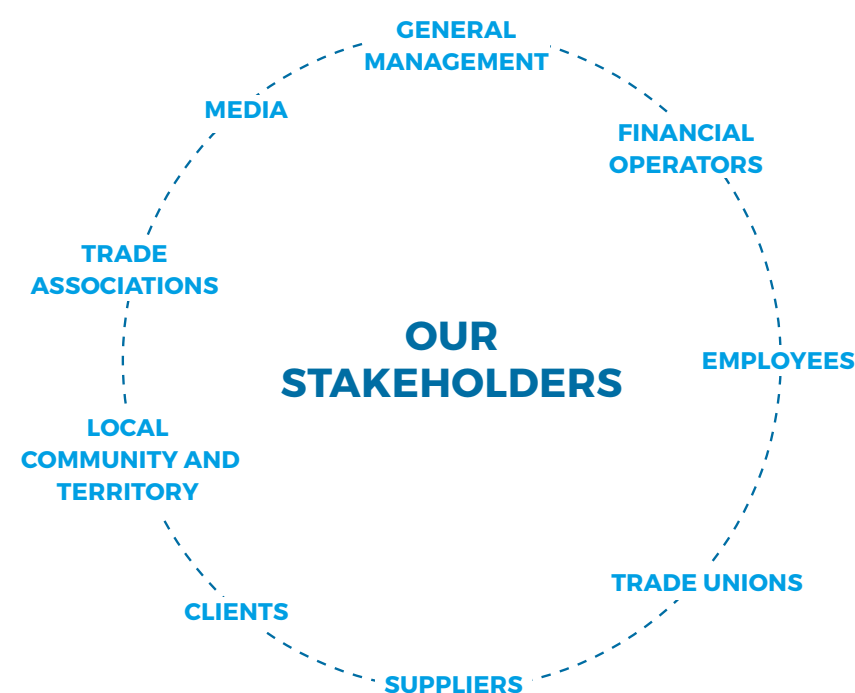 GENERAL
MANAGEMENT
MEDIA
FINANCIAL
OPERATORS
TRADE
ASSOCIATIONS
OUR
STAKEHOLDERS
EMPLOYEES
LOCAL
COMMUNITY AND
TERRITORY
TRADE UNIONS
CLIENTS
SUPPLIERS